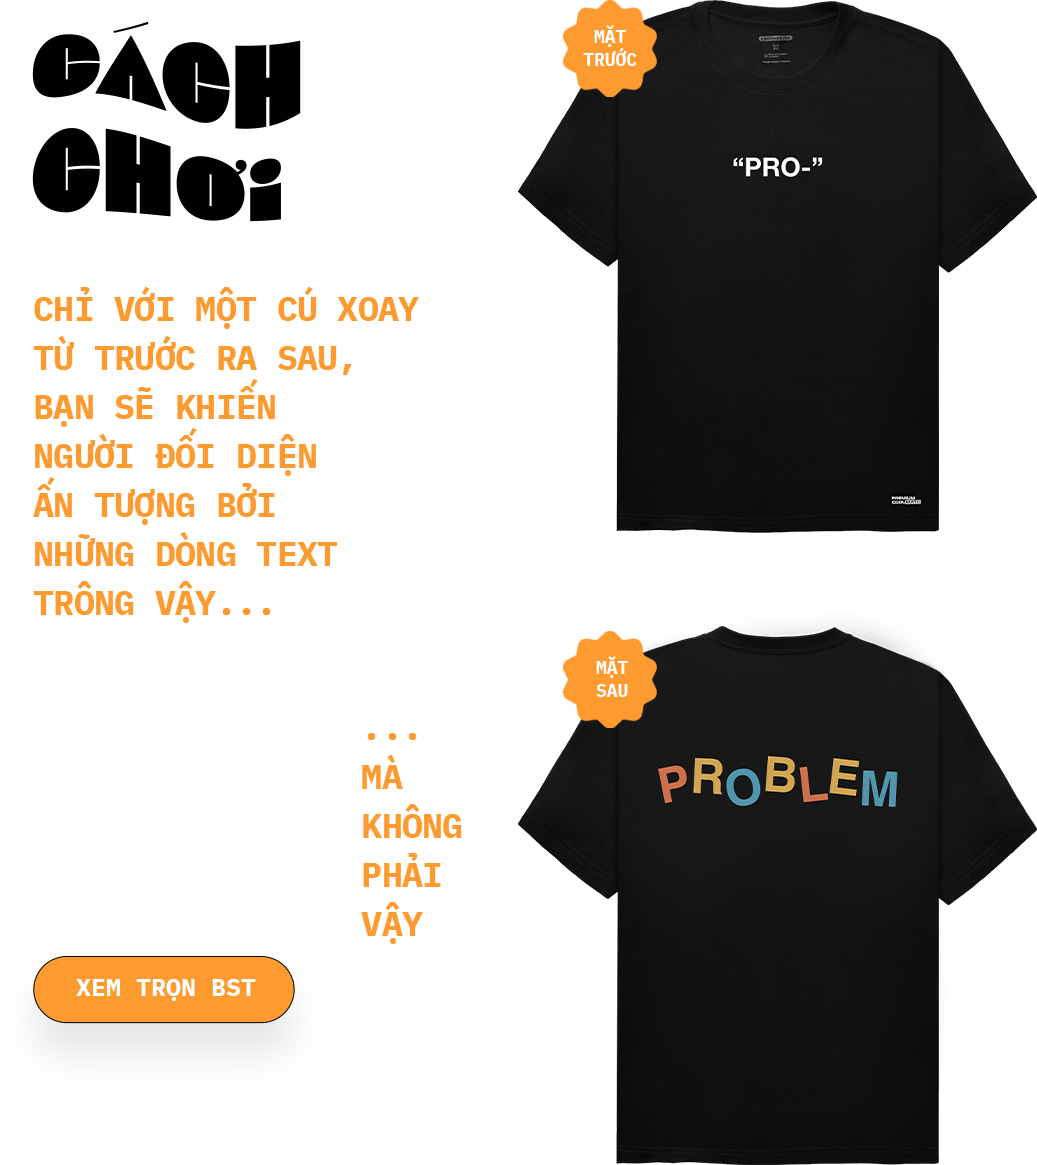 CÁCH
CHƠI
CHỈ VỚI MỘT CÚ XOAY
TỪ TRƯỚC RA SAU,
BẠN SẼ KHIẾN
NGƯỜI ĐỐI DIỆN
ẤN TƯỢNG BỞI
NHỮNG DÒNG TEXT
TRÔNG VẬY...
...
MÀ
KHÔNG
PHẢI
VẬY
XEM TRỌN BST
MẶT
TRƯỚC
“PRO-”
PREMIUM
COOLMATE
MẶT
SAU
PROBLEM